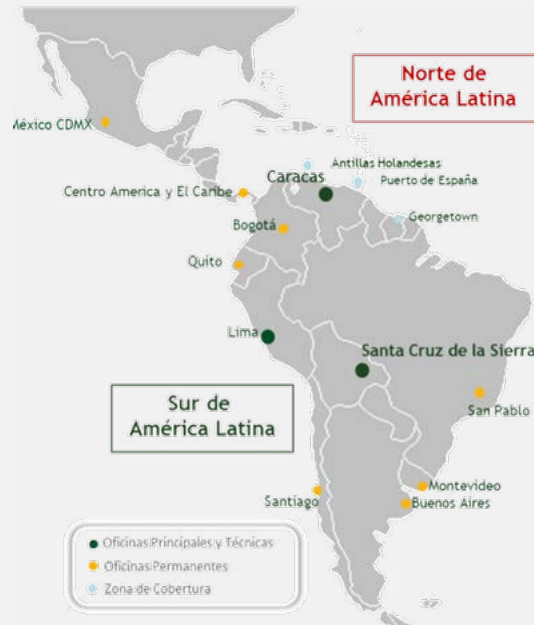 Norte de
América Latina
México CDMX
Antillas Holandesas
Caracas
Puerto de España
Centro America y El Caribe
Georgetown
Bogotá
Quito
Lima
Santa Cruz de la Sierra
Sur de
América Latina
San Pablo
Montevideo
Santiago
Buenos Aires
Oficinas Principales y Técnicas
Oficinas Permanentes
Zona de Cobertura